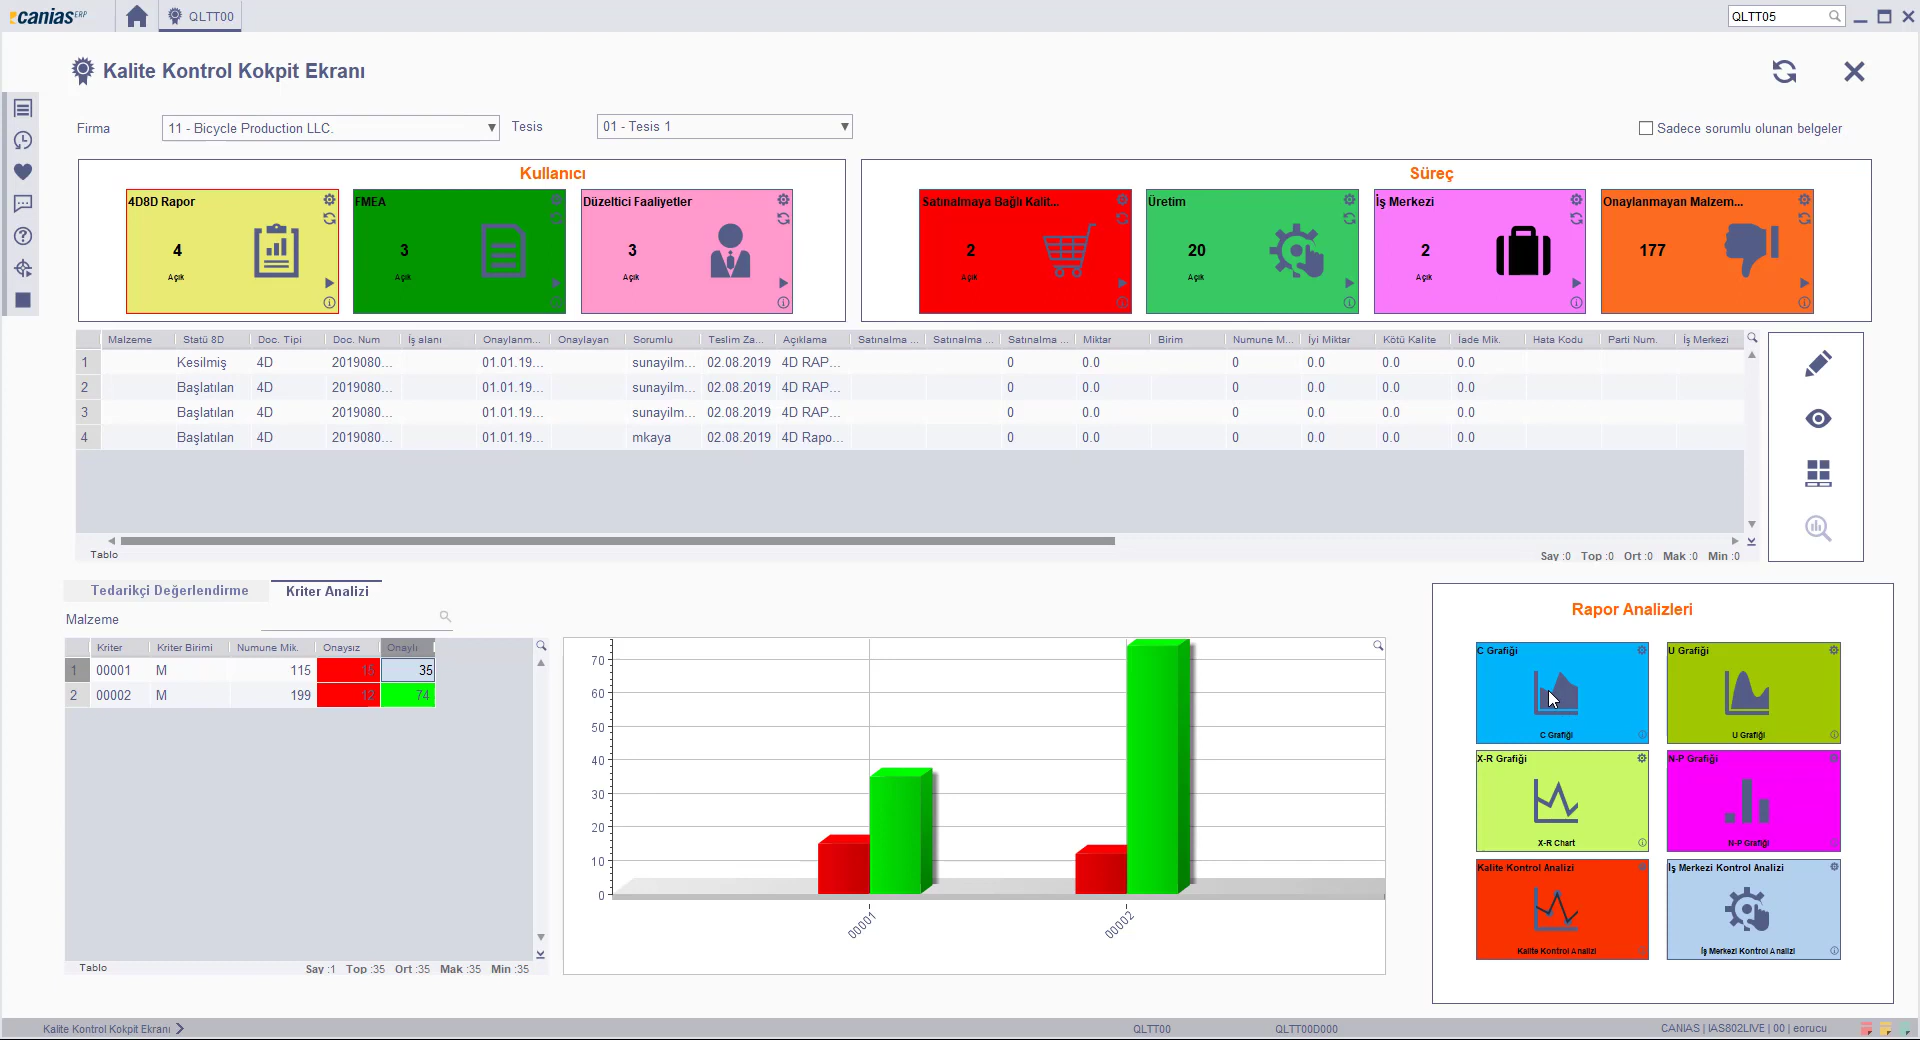 canias ERP
QLTT00
QLTT05
Kalite Kontrol Kokpit Ekranı
Firma
11 - Bicycle Production LLC.
Tesis
01 - Tesis 1
Sadece sorumlu olunan belgeler
Kullanıcı
4D8D Rapor
4
Açık
FMEA
3
Açık
Düzeltici Faaliyetler
3
Açık
Süreç
Satınalmaya Bağlı Kalit...
2
Açık
Üretim
20
Açık
İş Merkezi
2
Açık
Onaylanmayan Malzem...
177
Malzeme Statü 8D Doc. Tipi Doc. Num İş alanı Onaylanm... Onaylayan Sorumlu Teslim Za... Açıklama Satınalma ... Satınalma ... Satınalma ... Miktar Birim Numune M... İyi Miktar Kötü Kalite İade Mik. Hata Kodu Parti Num. İş Merkezi
1 Kesilmiş 4D 2019080... 01.01.19... sunayilm... 02.08.2019 4D RAP... 0 0.0 0 0.0 0.0 0.0
2 Başlatılan 4D 2019080... 01.01.19... sunayilm... 02.08.2019 4D RAP... 0 0.0 0 0.0 0.0 0.0
3 Başlatılan 4D 2019080... 01.01.19... sunayilm... 02.08.2019 4D RAP... 0 0.0 0 0.0 0.0 0.0
4 Başlatılan 4D 2019080... 01.01.19... mkaya 02.08.2019 4D Rapo... 0 0.0 0 0.0 0.0 0.0
Tablo
Say :0 Top :0 Ort :0 Mak :0 Min :0
Tedarikçi Değerlendirme
Kriter Analizi
Malzeme
Kriter Kriter Birimi Numune Mik. Onaysız Onaylı
1 00001 M 115 15 35
2 00002 M 199 12 74
Tablo
Say :1 Top :35 Ort :35 Mak :35 Min :35
70
60
50
40
30
20
10
0
00001
00002
Rapor Analizleri
C Grafiği
C Grafiği
U Grafiği
U Grafiği
X-R Grafiği
X-R Chart
N-P Grafiği
N-P Grafiği
Kalite Kontrol Analizi
Kalite Kontrol Analizi
İş Merkezi Kontrol Analizi
İş Merkezi Kontrol Analizi
Kalite Kontrol Kokpit Ekranı
QLTT00
QLTT00D000
CANIAS | IAS802LIVE | 00 | eorucu